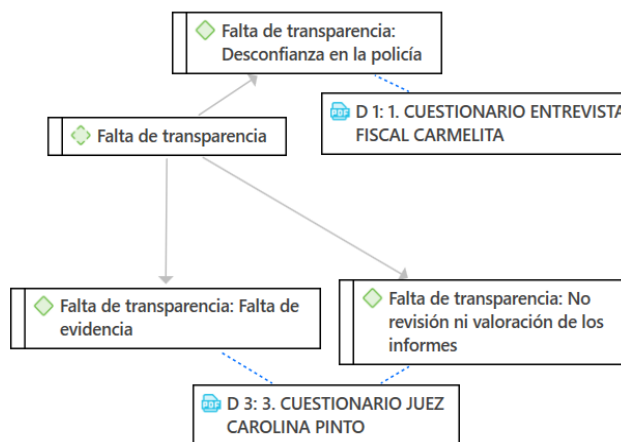 Falta de transparencia:
Desconfianza en la policía
PDF D 1: 1. CUESTIONARIO ENTREVISTA
FISCAL CARMELITA
Falta de transparencia
Falta de transparencia: Falta de
evidencia
Falta de transparencia: No
revisión ni valoración de los
informes
PDF D 3: 3. CUESTIONARIO JUEZ
CAROLINA PINTO